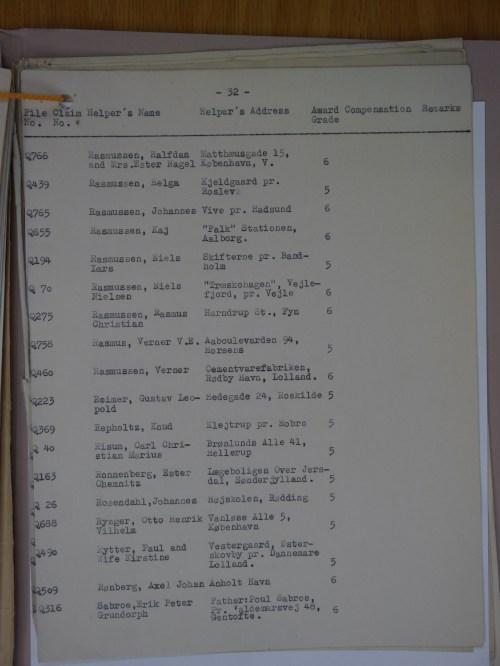 - 32 -
File Claim Helper's Name Helper's Address Award Compensation Remarks
No. No. Grade
Q766 Rasmussen, Halfdan Matthæusgade 15,
and Mrs.Ester Nagel København, V. 6
Q439 Rasmussen, Helga Kjeldgaard pr.
Roslev. 5
Q765 Rasmussen, Johannes Vive pr. Hadsund 6
Q655 Rasmussen, Kaj "Falk" Stationen,
Aalborg. 6
Q194 Rasmussen, Niels Skifterne pr. Band-
Lars holm 5
Q 70 Rasmussen, Niels "Træskohagen", Vejle-
Nielsen fjord, pr. Vejle 6
Q275 Rasmussen, Rasmus Harndrup St., Fyn 6
Christian
Q758 Rasmus, Verner V.E. Aaboulevarden 94,
Horsens 5
Q460 Rasmussen, Verner Cementvarefabriken,
Rødby Havn, Lolland. 6
Q223 Reimer, Gustav Leo- Hedegade 24, Roskilde 5
pold
Q369 Repholtz, Knud Klejtrup pr. Hobro 5
Q 40 Risum, Carl Chri- Brønlunds Alle 41,
stian Marius Hellerup 5
Q163 Ronnenberg, Ester Lægeboligen Over Jers-
Chemnitz dal, Sønderjylland. 5
Q 26 Rosendahl,Johannes Højskolen, Rødding 5
Q688 Rynger, Otto Henrik Vanløse Alle 5,
Vilhelm København 5
Q490 Rytter, Paul and Vestergaard, Øster-
Wife Kirstine skovby pr. Dannemare
Lolland. 5
Q509 Rønberg, Axel Johan Anholt Havn 6
Q316 Sabroe,Erik Peter Father:Poul Sabroe,
Grundorph Pr. Valdemarsvej 48, 6
Gentofte.